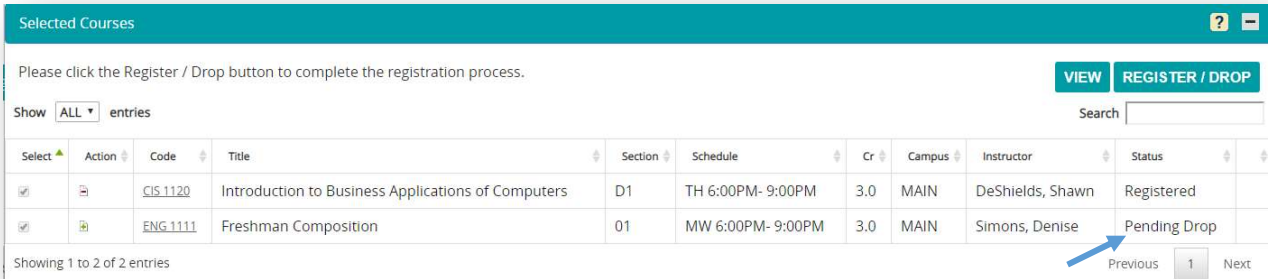 Selected Courses ? –
Please click the Register / Drop button to complete the registration process.
VIEW REGISTER / DROP
Show ALL entries Search
Select Action Code Title Section Schedule Cr Campus Instructor Status
CIS 1120 Introduction to Business Applications of Computers D1 TH 6:00PM- 9:00PM 3.0 MAIN DeShields, Shawn Registered
ENG 1111 Freshman Composition 01 MW 6:00PM- 9:00PM 3.0 MAIN Simons, Denise Pending Drop
Showing 1 to 2 of 2 entries Previous 1 Next